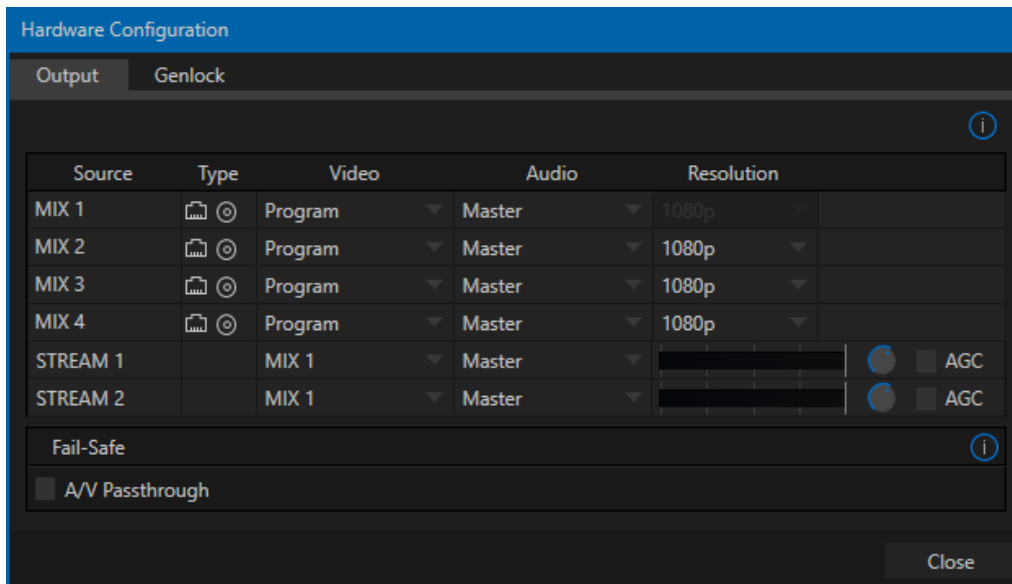 Hardware Configuration
Output Genlock
Source Type Video Audio Resolution
MIX 1 Program Master 1080p
MIX 2 Program Master 1080p
MIX 3 Program Master 1080p
MIX 4 Program Master 1080p
STREAM 1 MIX 1 Master AGC
STREAM 2 MIX 1 Master AGC
Fail-Safe
A/V Passthrough
Close